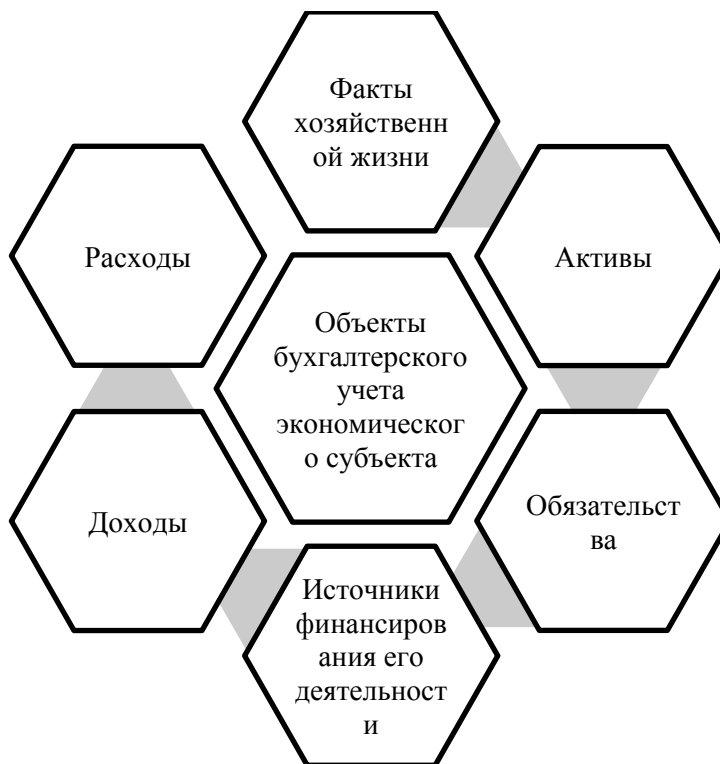 Факты
хозяйственн
ой жизни
Активы
Обязательст
ва
Источники
финансиров
ания его
деятельност
и
Доходы
Расходы
Объекты
бухгалтерского
учета
экономическог
о субъекта